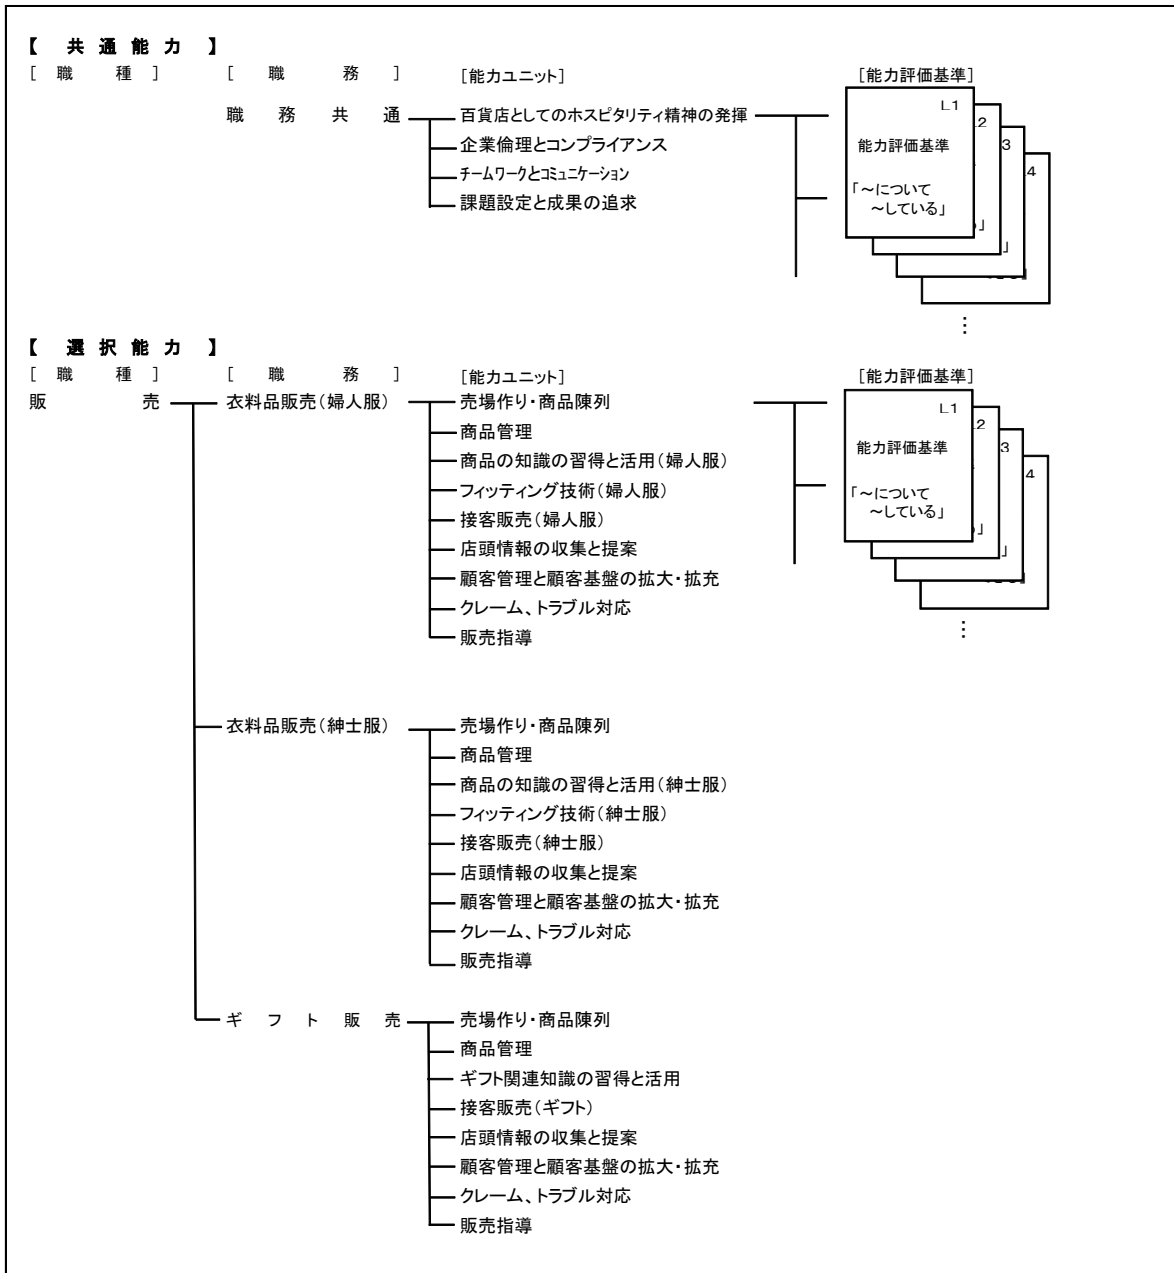 【 共通能力 】
[ 職種 ] [ 職務 ] [能力ユニット] [能力評価基準]
職務共通 百貨店としてのホスピタリティ精神の発揮
企業倫理とコンプライアンス
チームワークとコミュニケーション
課題設定と成果の追求
L1
能力評価基準
「～について
～している」
2
3
4
」
」
⋮
【 選択能力 】
[ 職種 ] [ 職務 ] [能力ユニット] [能力評価基準]
販売 衣料品販売(婦人服) 売場作り・商品陳列
商品管理
商品の知識の習得と活用(婦人服)
フィッティング技術(婦人服)
接客販売(婦人服)
店頭情報の収集と提案
顧客管理と顧客基盤の拡大・拡充
クレーム、トラブル対応
販売指導
L1
能力評価基準
「～について
～している」
2
3
4
」
」
⋮
衣料品販売(紳士服) 売場作り・商品陳列
商品管理
商品の知識の習得と活用(紳士服)
フィッティング技術(紳士服)
接客販売(紳士服)
店頭情報の収集と提案
顧客管理と顧客基盤の拡大・拡充
クレーム、トラブル対応
販売指導
ギフト販売 売場作り・商品陳列
商品管理
ギフト関連知識の習得と活用
接客販売(ギフト)
店頭情報の収集と提案
顧客管理と顧客基盤の拡大・拡充
クレーム、トラブル対応
販売指導